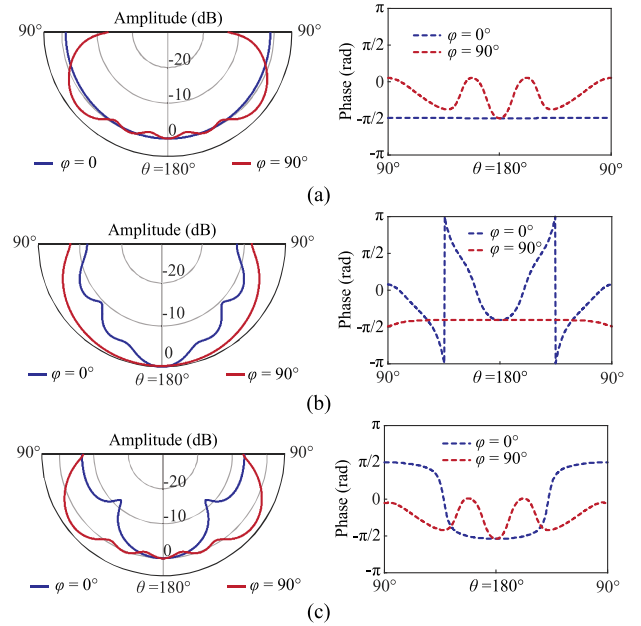 Amplitude (dB)
90°
90°
-20
-10
0
φ = 0
θ =180°
φ = 90°
Phase (rad)
π
π/2
0
-π/2
-π
φ = 0°
φ = 90°
90°
θ =180°
90°
(a)
Amplitude (dB)
90°
90°
-20
-10
0
φ = 0°
θ =180°
φ = 90°
Phase (rad)
π
π/2
0
-π/2
-π
φ = 0°
φ = 90°
90°
θ =180°
90°
(b)
Amplitude (dB)
90°
90°
-20
-10
0
φ = 0°
θ =180°
φ = 90°
Phase (rad)
π
π/2
0
-π/2
-π
φ = 0°
φ = 90°
90°
θ =180°
90°
(c)